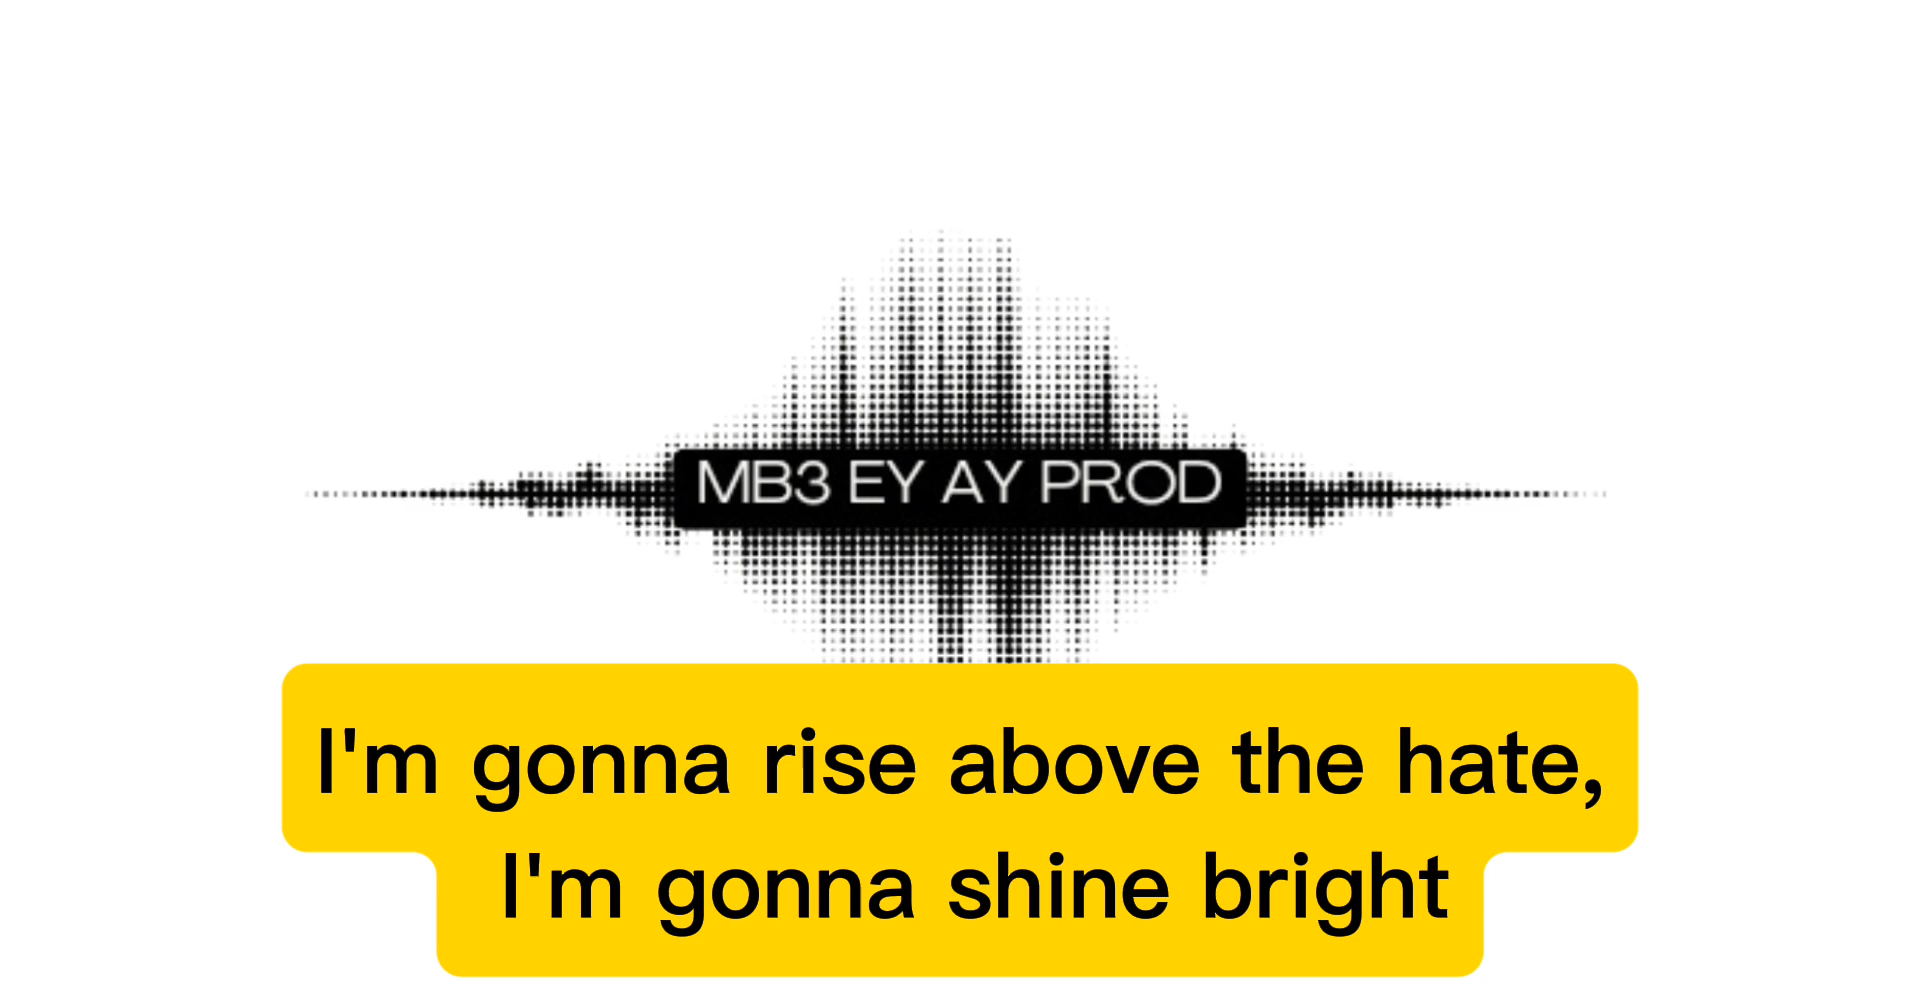 MB3 EY AY PROD
I'm gonna rise above the hate,
I'm gonna shine bright